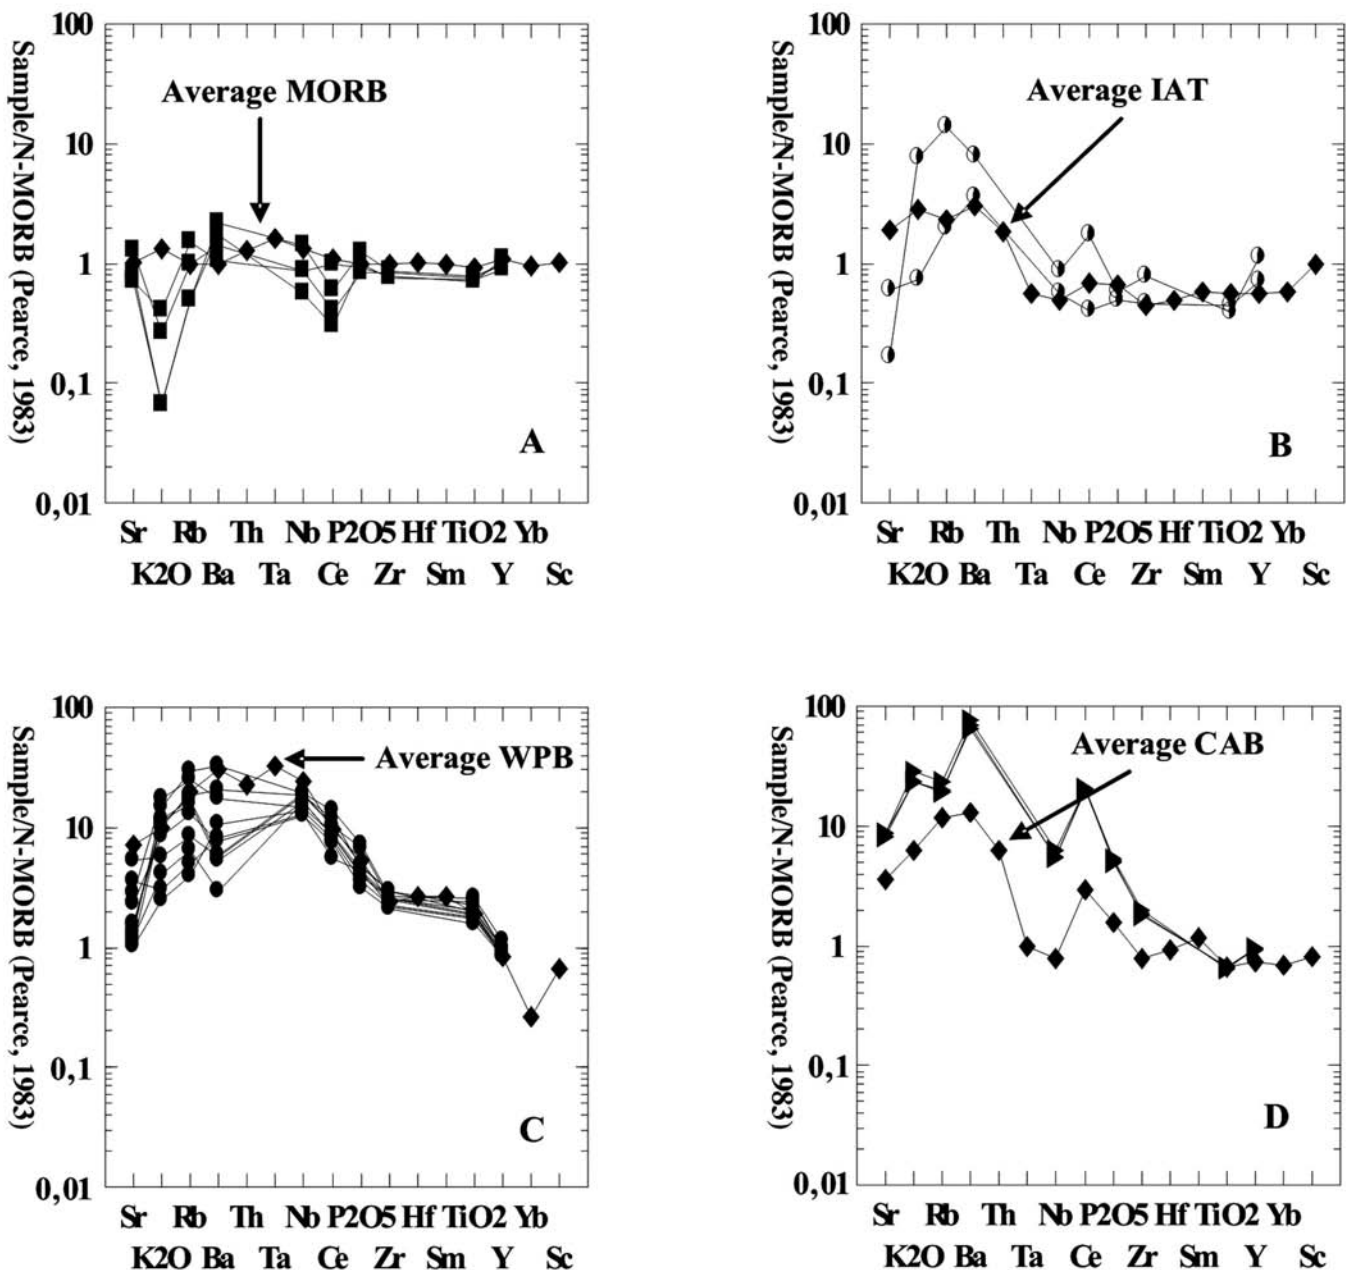 100
10
1
0,1
0,01
Sample/N-MORB (Pearce, 1983)
Average MORB
A
Sr Rb Th Nb P2O5 Hf TiO2 Yb
K2O Ba Ta Ce Zr Sm Y Sc
100
10
1
0,1
0,01
Sample/N-MORB (Pearce, 1983)
Average IAT
B
Sr Rb Th Nb P2O5 Hf TiO2 Yb
K2O Ba Ta Ce Zr Sm Y Sc
100
10
1
0,1
0,01
Sample/N-MORB (Pearce, 1983)
Average WPB
C
Sr Rb Th Nb P2O5 Hf TiO2 Yb
K2O Ba Ta Ce Zr Sm Y Sc
100
10
1
0,1
0,01
Sample/N-MORB (Pearce, 1983)
Average CAB
D
Sr Rb Th Nb P2O5 Hf TiO2 Yb
K2O Ba Ta Ce Zr Sm Y Sc